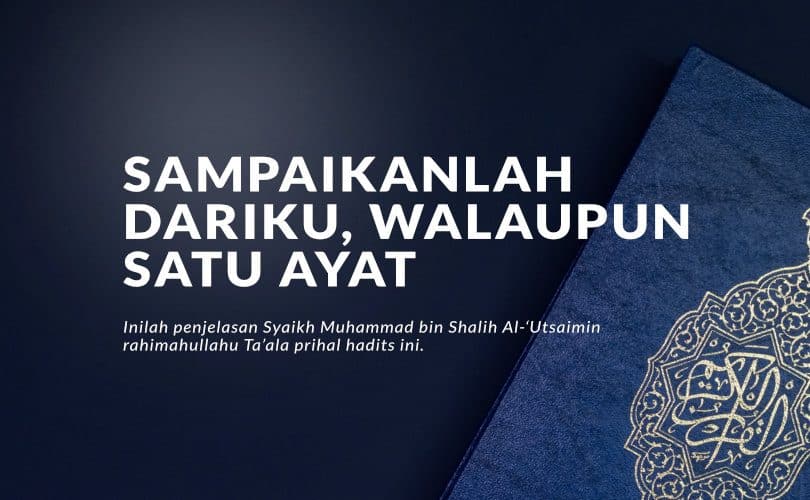 SAMPAIKANLAH
DARIKU, WALAUPUN
SATU AYAT
Inilah penjelasan Syaikh Muhammad bin Shalih Al-‘Utsaimin
rahimahullahu Ta’ala prihal hadits ini.